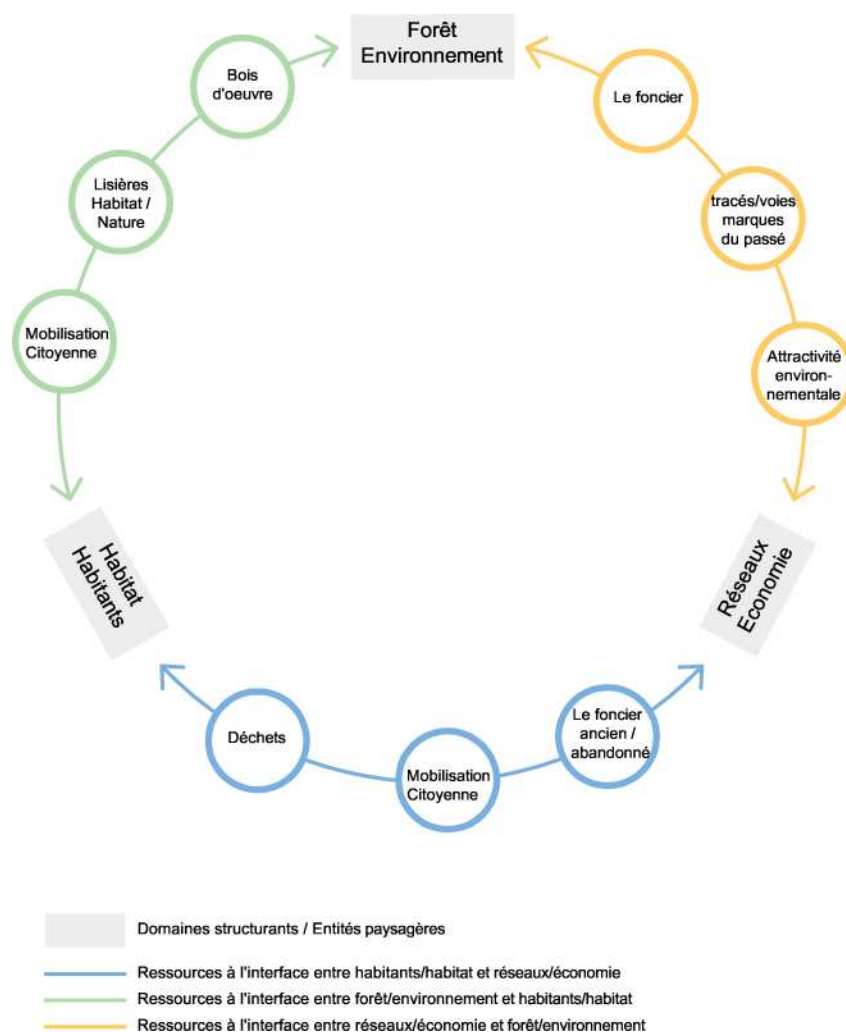 Forêt
Environnement
Bois
d'oeuvre
Le foncier
Lisières
Habitat /
Nature
tracés/voies
marques
du passé
Mobilisation
Citoyenne
Attractivité
environ-
nementale
Habitat
Habitants
Réseaux
Economie
Déchets
Mobilisation
Citoyenne
Le foncier
ancien /
abandonné
Domaines structurants / Entités paysagères
Ressources à l'interface entre habitants/habitat et réseaux/économie
Ressources à l'interface entre forêt/environnement et habitants/habitat
Ressources à l'interface entre réseaux/économie et forêt/environnement